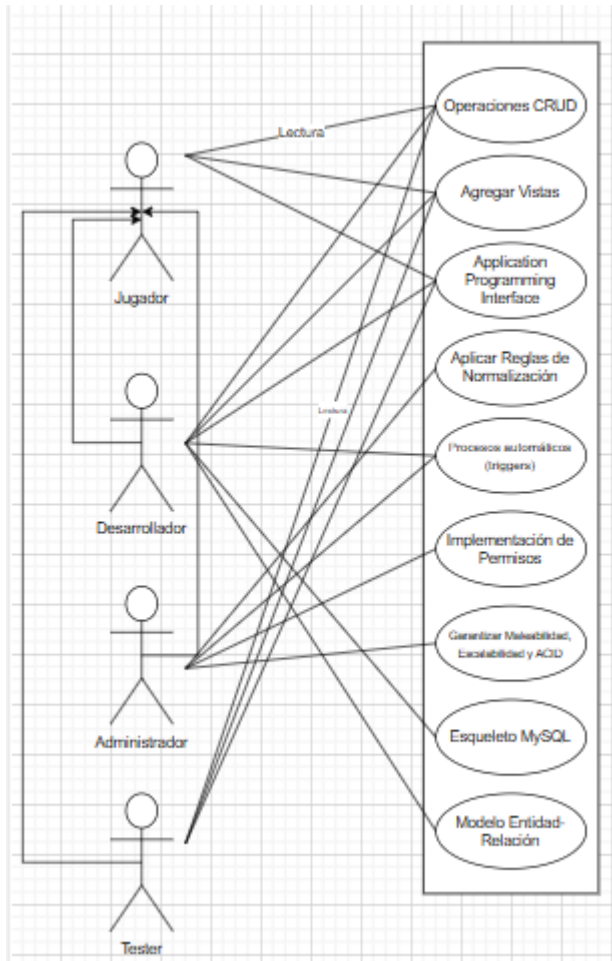 Operaciones CRUD
Lectura
Agregar Vistas
Application
Programming
Interface
Jugador
Aplicar Reglas de
Normalización
Lectura
Procesos automáticos
(triggers)
Desarrollador
Implementación de
Permisos
Garantizar Maleabilidad,
Escalabilidad y ACID
Administrador
Esqueleto MySQL
Modelo Entidad-
Relación
Tester